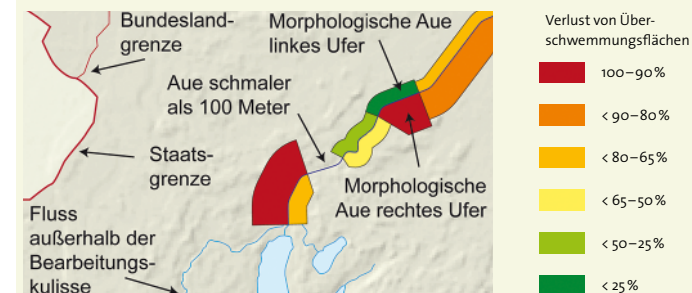 Bundesland-
grenze
Morphologische Aue
linkes Ufer
Aue schmaler
als 100 Meter
Staats-
grenze
Morphologische
Aue rechtes Ufer
Fluss
außerhalb der
Bearbeitungs-
kulisse
Verlust von Über-
schwemmungsflächen
100–90%
< 90–80%
< 80–65%
< 65–50%
< 50–25%
< 25%